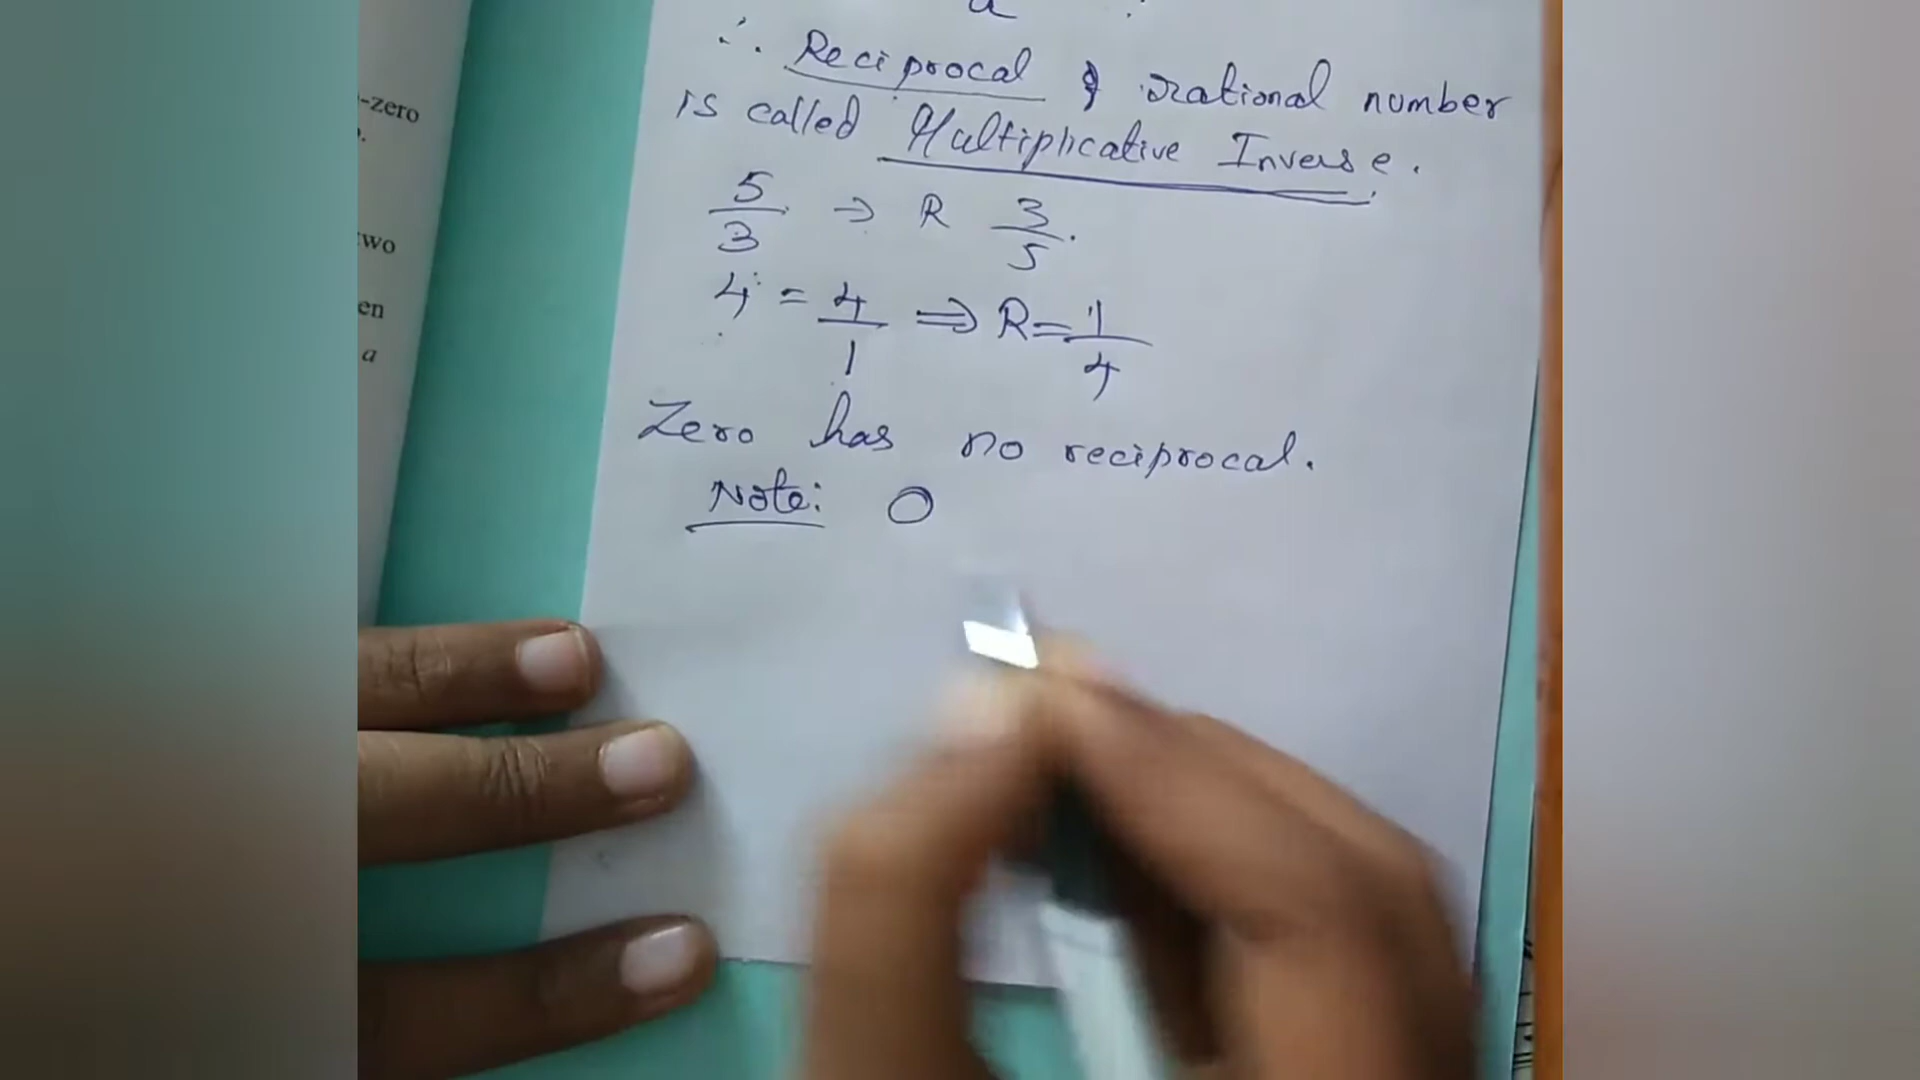 a
∴ Reciprocal of rational number
is called Multiplicative Inverse.
5/3 → R 3/5.
4 = 4/1 ⇒ R = 1/4
Zero has no reciprocal.
Note: 0
-zero
two
en
a